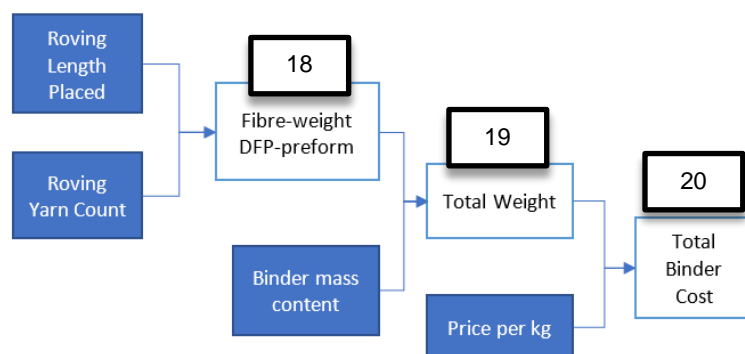 Roving
Length
Placed
18
Fibre-weight
DFP-preform
Roving
Yarn Count
19
Total Weight
Binder mass
content
20
Total
Binder
Cost
Price per kg